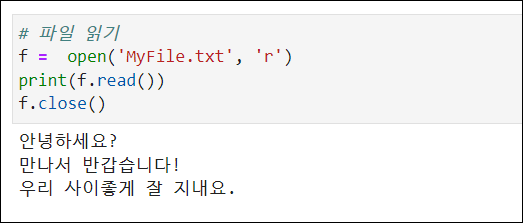 # 파일 읽기
f =  open('MyFile.txt', 'r')
print(f.read())
f.close()
안녕하세요?
만나서 반갑습니다!
우리 사이좋게 잘 지내요.